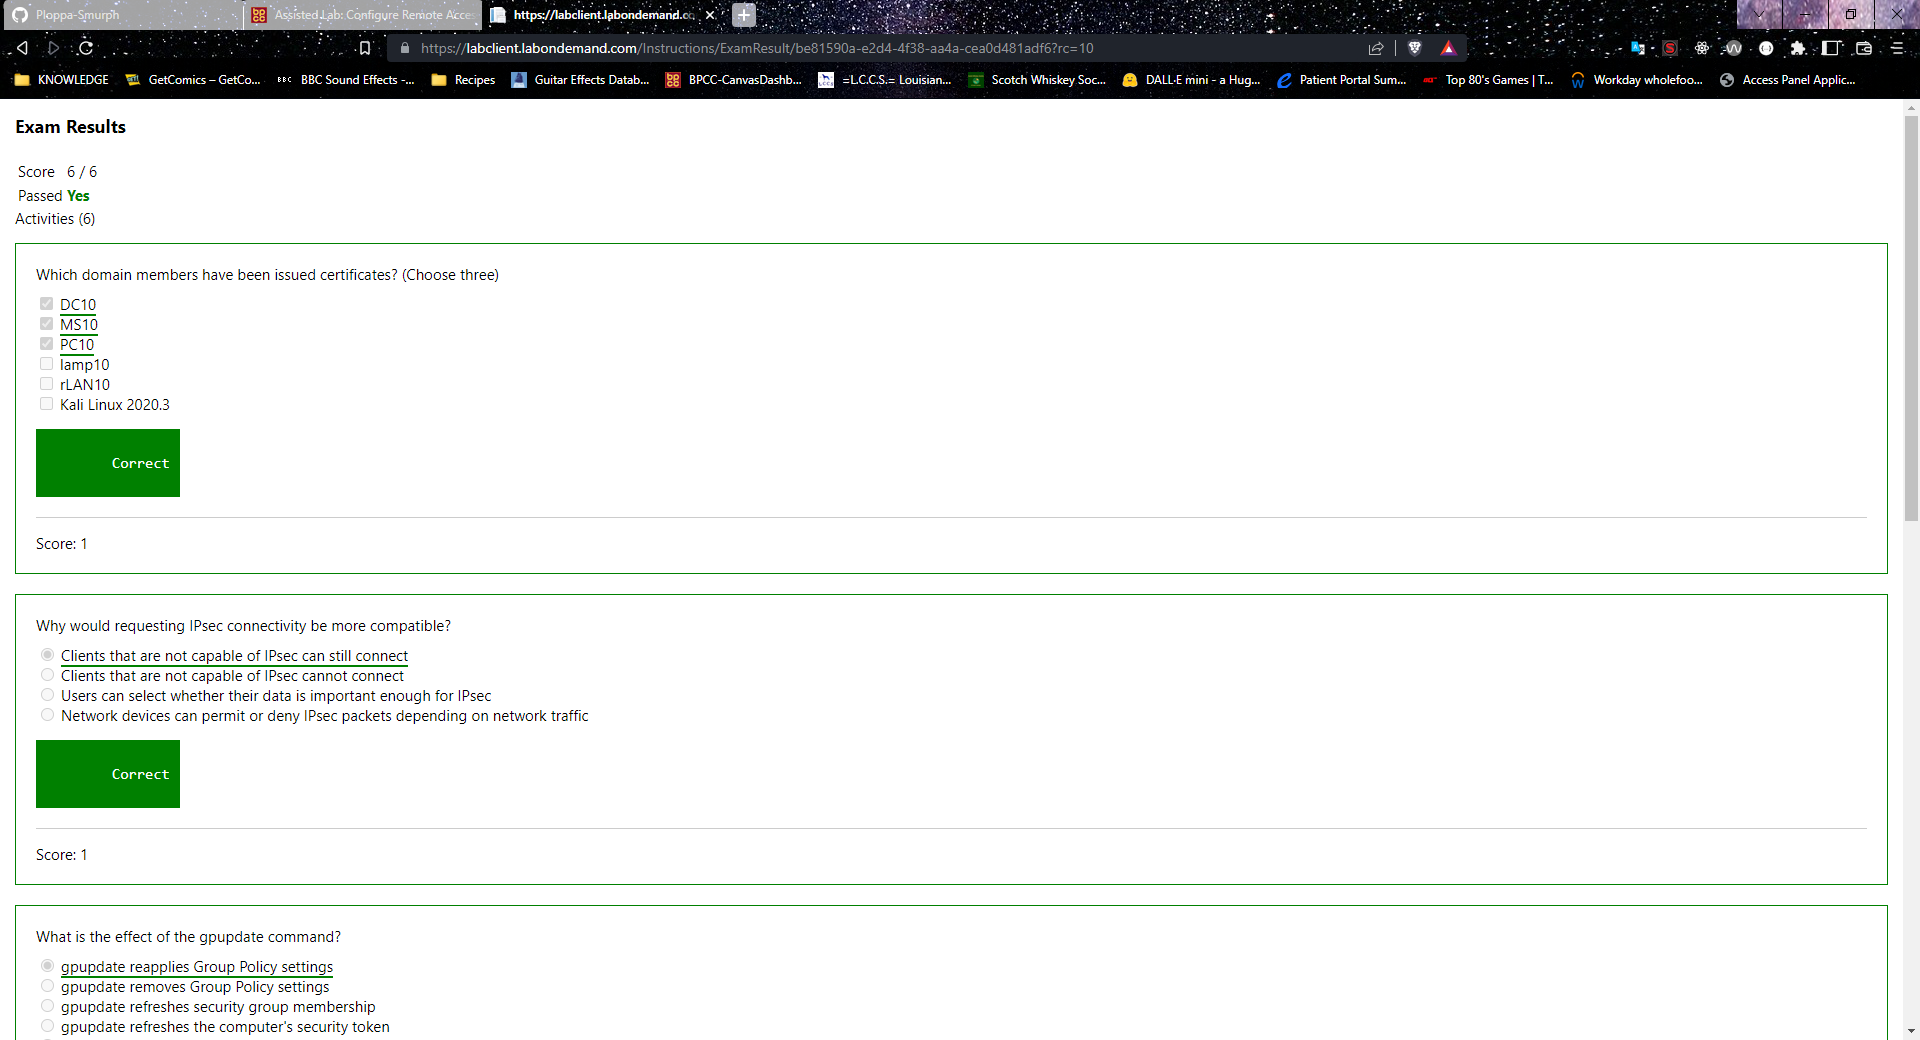 Ploppa-Smurph
Assisted Lab: Configure Remote Acces
https://labclient.labondemand.co
https://labclient.labondemand.com/Instructions/ExamResult/be81590a-e2d4-4f38-aa4a-cea0d481adf6?rc=10
KNOWLEDGE
GetComics – GetCo...
BBC
BBC Sound Effects -...
Recipes
Guitar Effects Datab...
BPCC-CanvasDashb...
=L.C.C.S.= Louisian...
Scotch Whiskey Soc...
DALL·E mini - a Hug...
Patient Portal Sum...
Top 80's Games | T...
Workday wholefoo...
Access Panel Applic...
Exam Results
Score 6 / 6
Passed Yes
Activities (6)
Which domain members have been issued certificates? (Choose three)
DC10
MS10
PC10
lamp10
rLAN10
Kali Linux 2020.3
Correct
Score: 1
Why would requesting IPsec connectivity be more compatible?
Clients that are not capable of IPsec can still connect
Clients that are not capable of IPsec cannot connect
Users can select whether their data is important enough for IPsec
Network devices can permit or deny IPsec packets depending on network traffic
Correct
Score: 1
What is the effect of the gpupdate command?
gpupdate reapplies Group Policy settings
gpupdate removes Group Policy settings
gpupdate refreshes security group membership
gpupdate refreshes the computer's security token